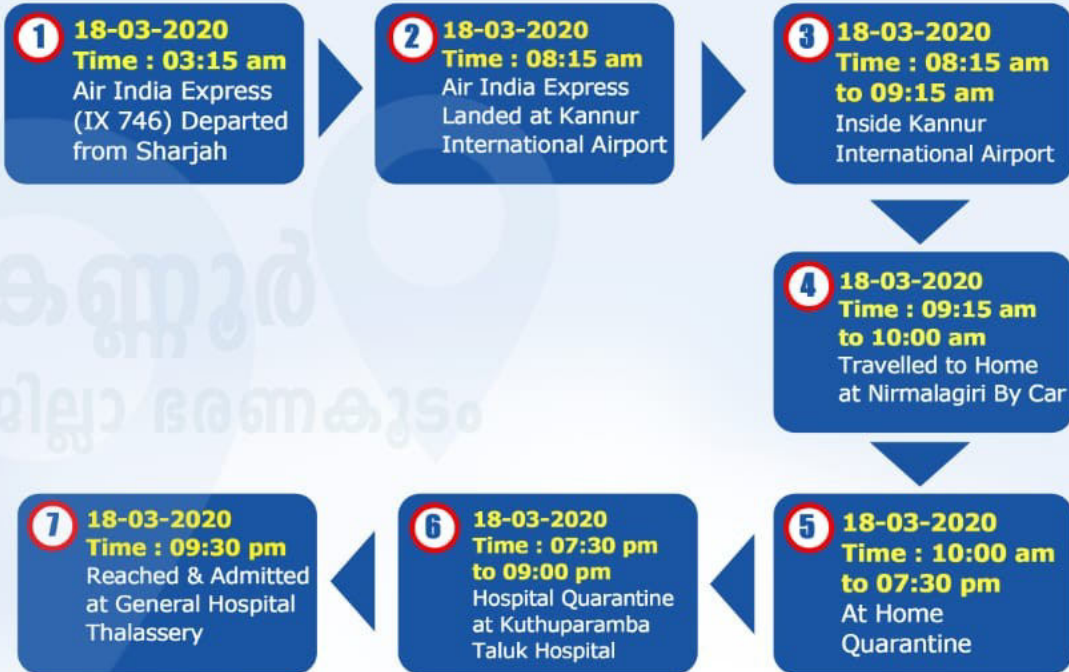 1
18-03-2020
Time : 03:15 am
Air India Express
(IX 746) Departed
from Sharjah
2
18-03-2020
Time : 08:15 am
Air India Express
Landed at Kannur
International Airport
3
18-03-2020
Time : 08:15 am
to 09:15 am
Inside Kannur
International Airport
4
18-03-2020
Time : 09:15 am
to 10:00 am
Travelled to Home
at Nirmalagiri By Car
5
18-03-2020
Time : 10:00 am
to 07:30 pm
At Home
Quarantine
6
18-03-2020
Time : 07:30 pm
to 09:00 pm
Hospital Quarantine
at Kuthuparamba
Taluk Hospital
7
18-03-2020
Time : 09:30 pm
Reached & Admitted
at General Hospital
Thalassery
കണ്ണൂർ
ജില്ലാ ഭരണകൂടം